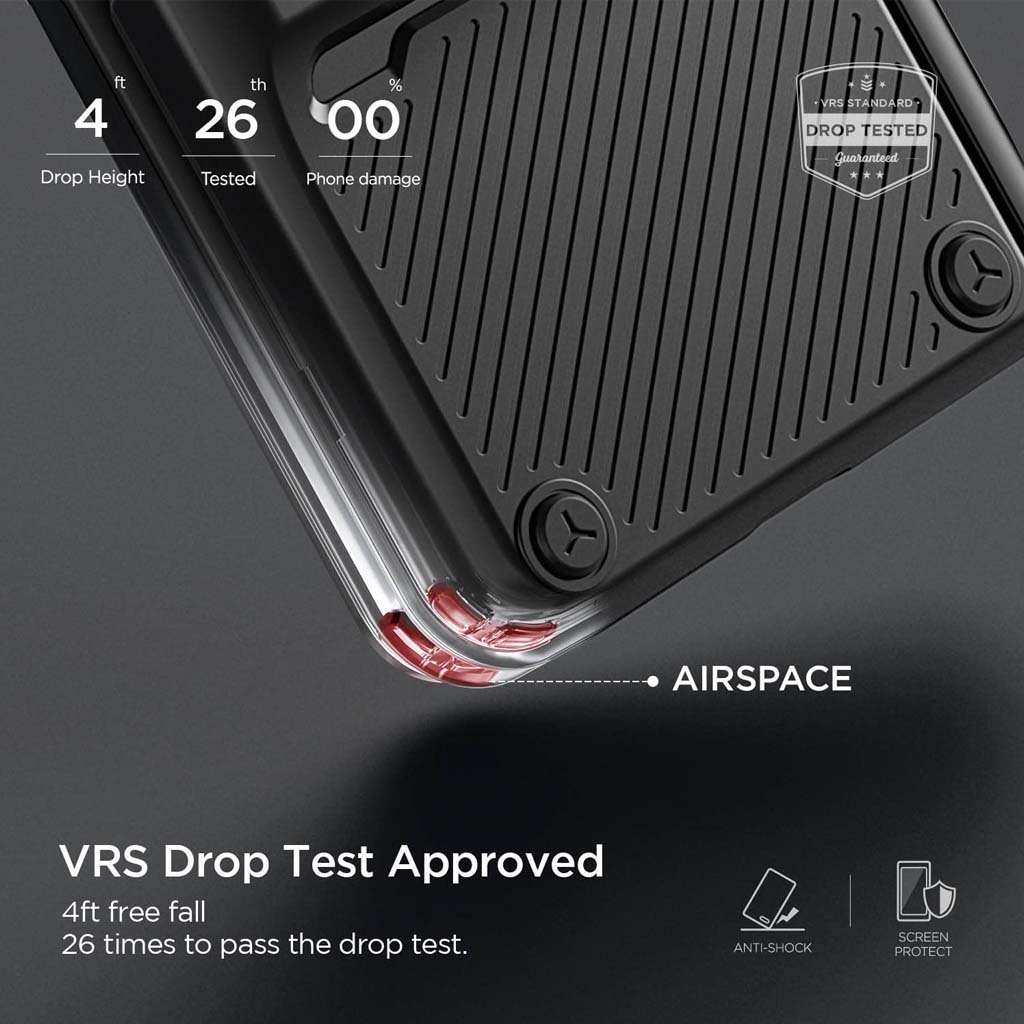 4 ft
Drop Height
26 th
Tested
00 %
Phone damage
· VRS STANDARD ·
DROP TESTED
Guaranteed
AIRSPACE
VRS Drop Test Approved
4ft free fall
26 times to pass the drop test.
ANTI-SHOCK
SCREEN
PROTECT